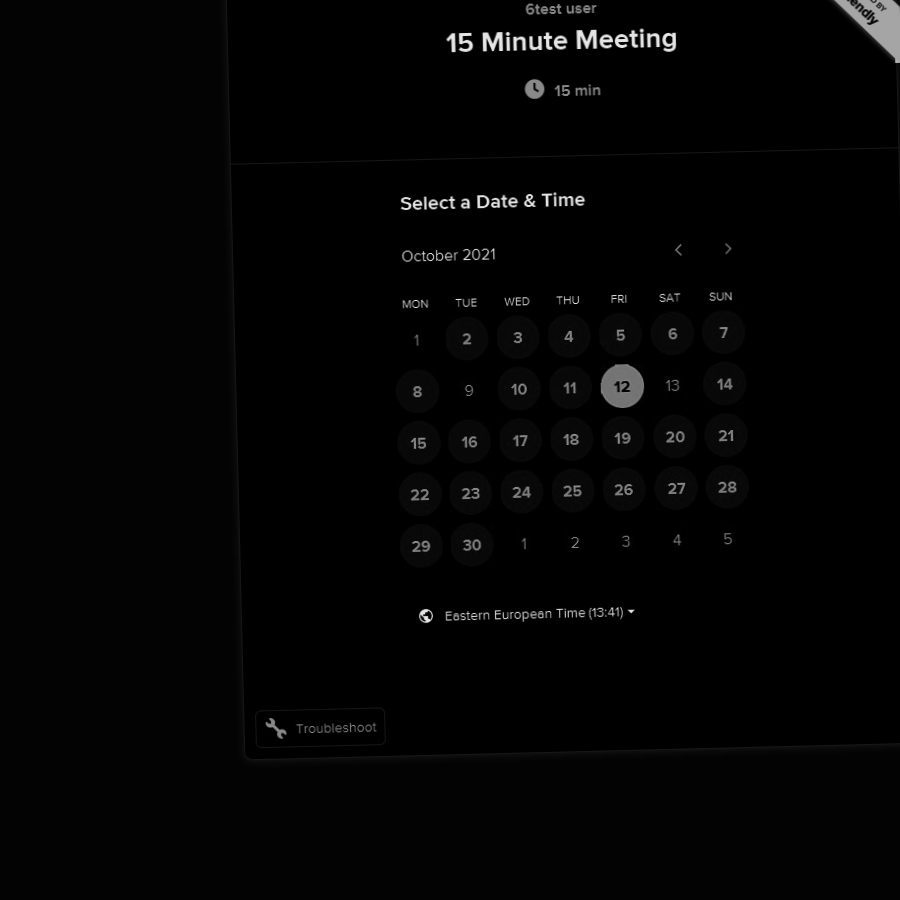 6test user
15 Minute Meeting
15 min
Select a Date & Time
October 2021
MON TUE WED THU FRI SAT SUN
1 2 3 4 5 6 7
8 9 10 11 12 13 14
15 16 17 18 19 20 21
22 23 24 25 26 27 28
29 30 1 2 3 4 5
Eastern European Time (13:41)
Troubleshoot